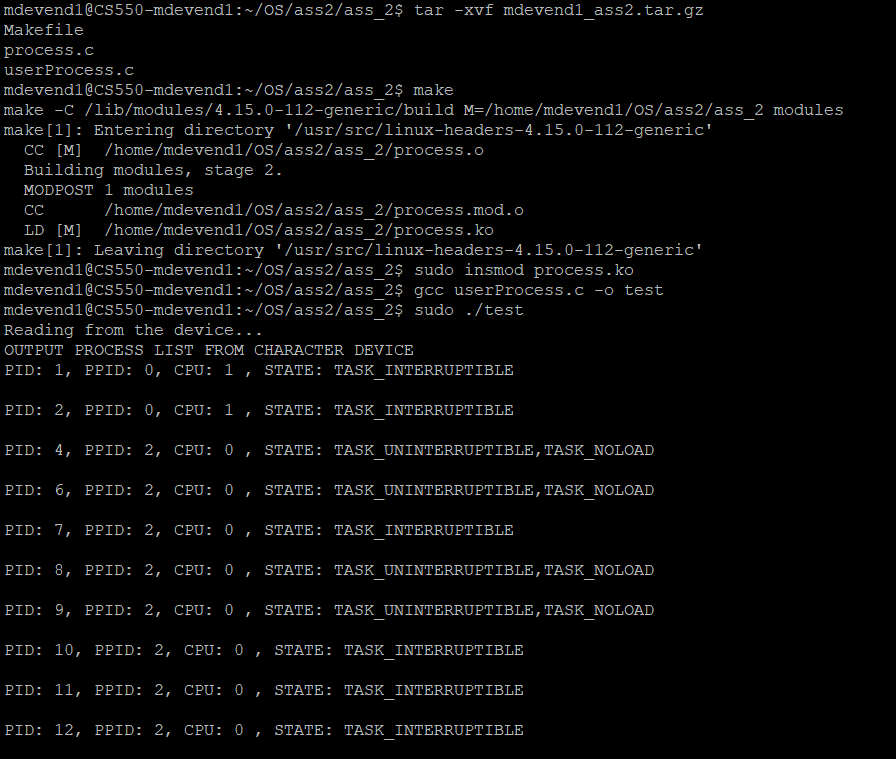 mdevend1@CS550-mdevend1:~/OS/ass2/ass_2$ tar -xvf mdevend1_ass2.tar.gz
Makefile
process.c
userProcess.c
mdevend1@CS550-mdevend1:~/OS/ass2/ass_2$ make
make -C /lib/modules/4.15.0-112-generic/build M=/home/mdevend1/OS/ass2/ass_2 modules
make[1]: Entering directory '/usr/src/linux-headers-4.15.0-112-generic'
  CC [M]  /home/mdevend1/OS/ass2/ass_2/process.o
  Building modules, stage 2.
  MODPOST 1 modules
  CC      /home/mdevend1/OS/ass2/ass_2/process.mod.o
  LD [M]  /home/mdevend1/OS/ass2/ass_2/process.ko
make[1]: Leaving directory '/usr/src/linux-headers-4.15.0-112-generic'
mdevend1@CS550-mdevend1:~/OS/ass2/ass_2$ sudo insmod process.ko
mdevend1@CS550-mdevend1:~/OS/ass2/ass_2$ gcc userProcess.c -o test
mdevend1@CS550-mdevend1:~/OS/ass2/ass_2$ sudo ./test
Reading from the device...
OUTPUT PROCESS LIST FROM CHARACTER DEVICE
PID: 1, PPID: 0, CPU: 1 , STATE: TASK_INTERRUPTIBLE
PID: 2, PPID: 0, CPU: 1 , STATE: TASK_INTERRUPTIBLE
PID: 4, PPID: 2, CPU: 0 , STATE: TASK_UNINTERRUPTIBLE,TASK_NOLOAD
PID: 6, PPID: 2, CPU: 0 , STATE: TASK_UNINTERRUPTIBLE,TASK_NOLOAD
PID: 7, PPID: 2, CPU: 0 , STATE: TASK_INTERRUPTIBLE
PID: 8, PPID: 2, CPU: 0 , STATE: TASK_UNINTERRUPTIBLE,TASK_NOLOAD
PID: 9, PPID: 2, CPU: 0 , STATE: TASK_UNINTERRUPTIBLE,TASK_NOLOAD
PID: 10, PPID: 2, CPU: 0 , STATE: TASK_INTERRUPTIBLE
PID: 11, PPID: 2, CPU: 0 , STATE: TASK_INTERRUPTIBLE
PID: 12, PPID: 2, CPU: 0 , STATE: TASK_INTERRUPTIBLE